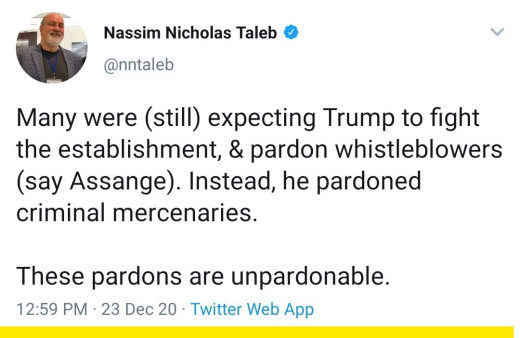 Nassim Nicholas Taleb
@nntaleb
Many were (still) expecting Trump to fight
the establishment, & pardon whistleblowers
(say Assange). Instead, he pardoned
criminal mercenaries.
These pardons are unpardonable.
12:59 PM · 23 Dec 20 · Twitter Web App